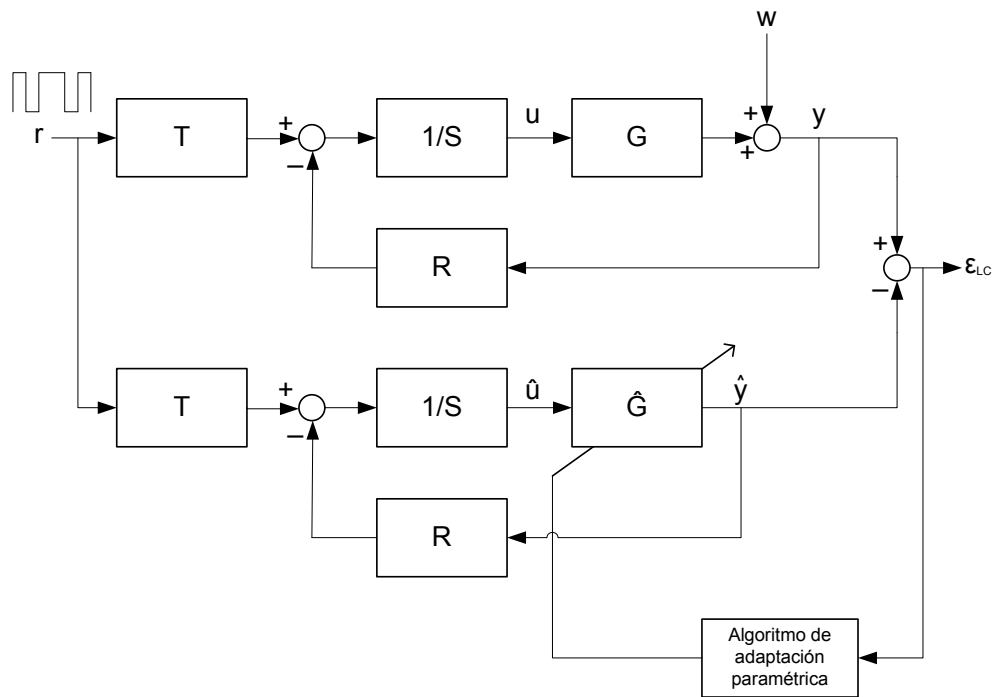 w
r
T
+
−
1/S
u
G
+
+
y
R
+
−
ε_LC
T
+
−
1/S
û
Ĝ
ŷ
R
Algoritmo de
adaptación
paramétrica